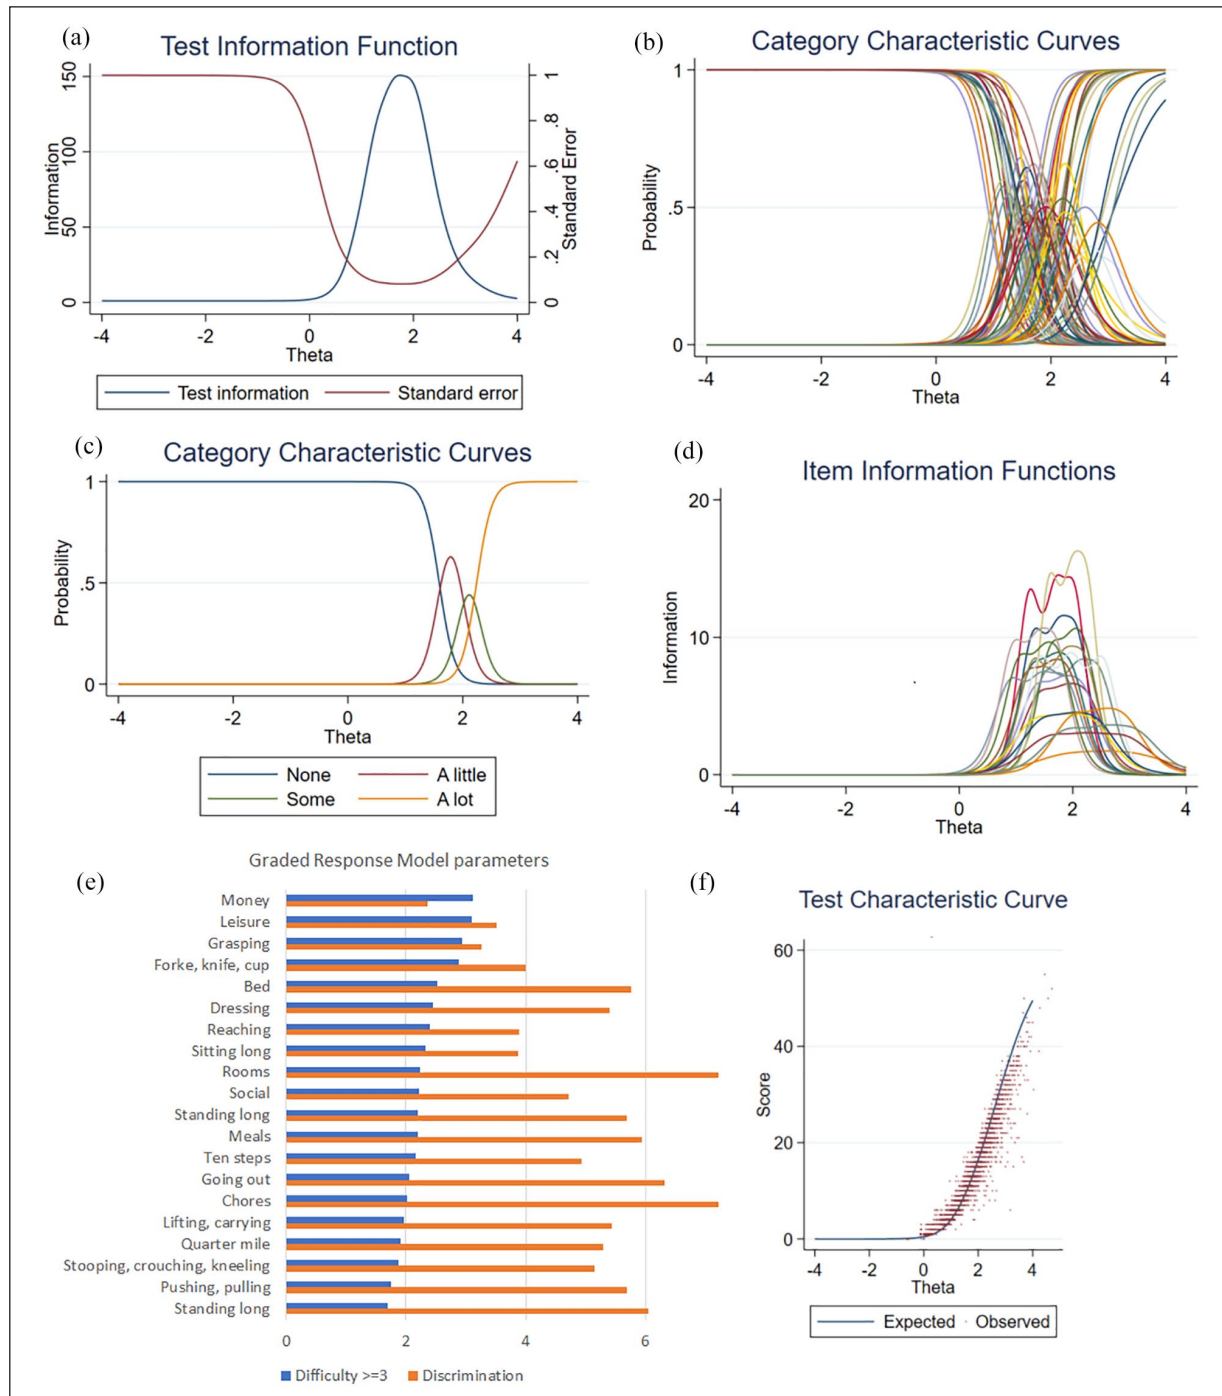 (a)
Test Information Function
150
100
50
0
Information
1
.8
.6
.4
.2
0
Standard Error
-4
-2
0
2
4
Theta
Test information
Standard error
(b)
Category Characteristic Curves
1
.5
0
Probability
-4
-2
0
2
4
Theta
(c)
Category Characteristic Curves
1
.5
0
Probability
-4
-2
0
2
4
Theta
None
A little
Some
A lot
(d)
Item Information Functions
20
10
0
Information
-4
-2
0
2
4
Theta
Graded Response Model parameters
(e)
Money
Leisure
Grasping
Forke, knife, cup
Bed
Dressing
Reaching
Sitting long
Rooms
Social
Standing long
Meals
Ten steps
Going out
Chores
Lifting, carrying
Quarter mile
Stooping, crouching, kneeling
Pushing, pulling
Standing long
0
2
4
6
Difficulty >=3
Discrimination
(f)
Test Characteristic Curve
60
40
20
0
Score
-4
-2
0
2
4
Theta
Expected
Observed